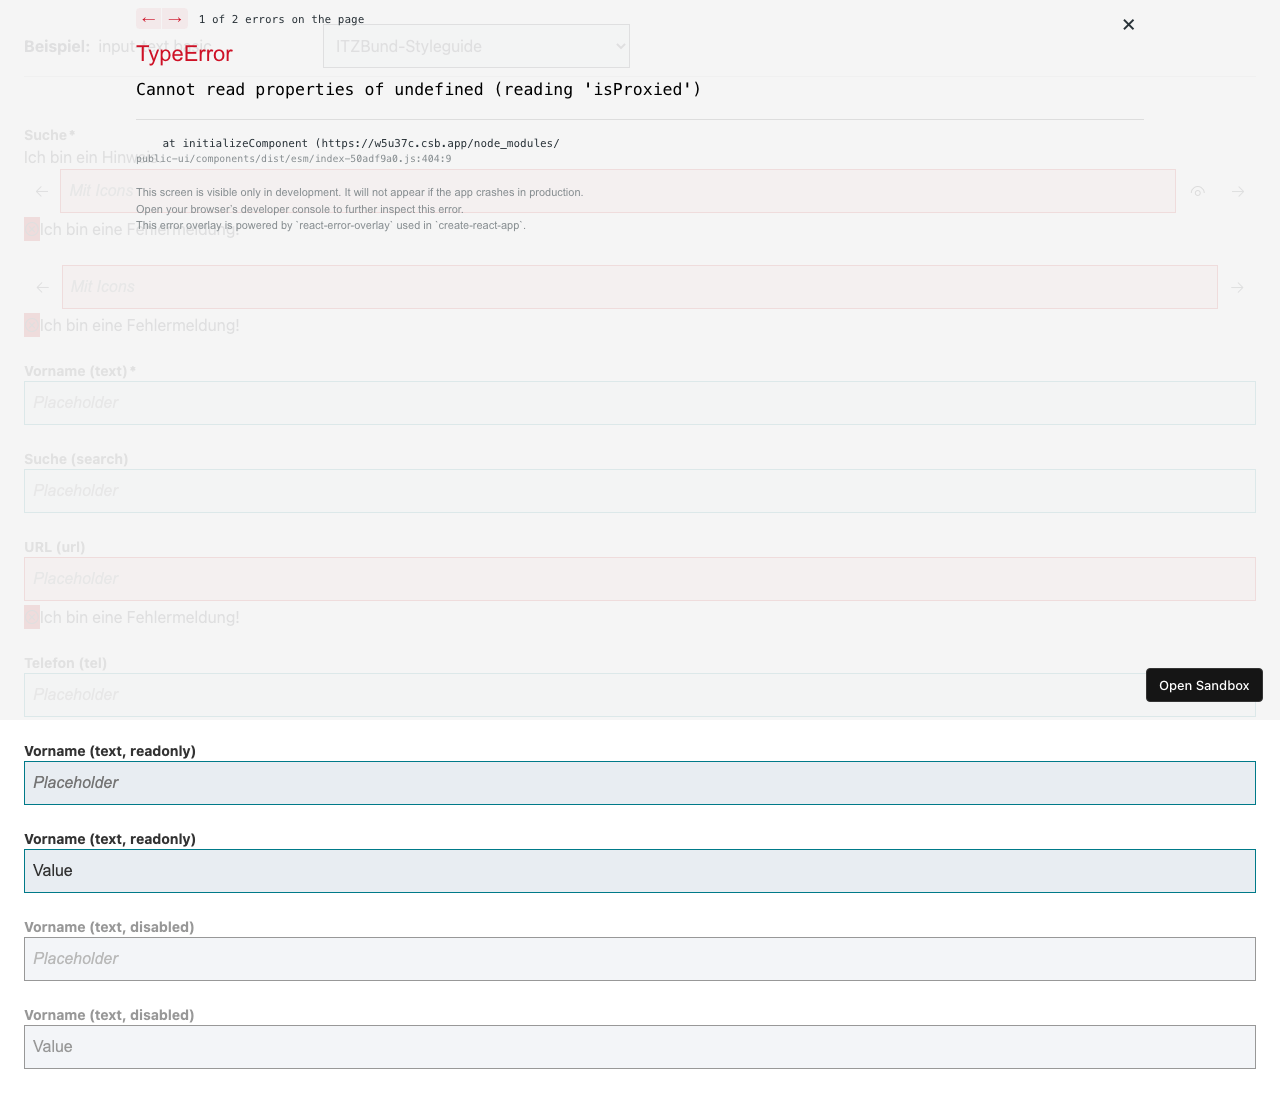 ← → 1 of 2 errors on the page
✕
Beispiel: input-text basic
ITZBund-Styleguide
TypeError
Cannot read properties of undefined (reading 'isProxied')
at initializeComponent (https://w5u37c.csb.app/node_modules/
public-ui/components/dist/esm/index-50adf9a0.js:404:9
Suche*
Ich bin ein Hinweis
← Mit Icons →
This screen is visible only in development. It will not appear if the app crashes in production.
Open your browser’s developer console to further inspect this error.
This error overlay is powered by `react-error-overlay` used in `create-react-app`.
Ich bin eine Fehlermeldung!
← Mit Icons →
Ich bin eine Fehlermeldung!
Vorname (text)*
Placeholder
Suche (search)
Placeholder
URL (url)
Placeholder
Ich bin eine Fehlermeldung!
Telefon (tel)
Placeholder
Open Sandbox
Vorname (text, readonly)
Placeholder
Vorname (text, readonly)
Value
Vorname (text, disabled)
Placeholder
Vorname (text, disabled)
Value